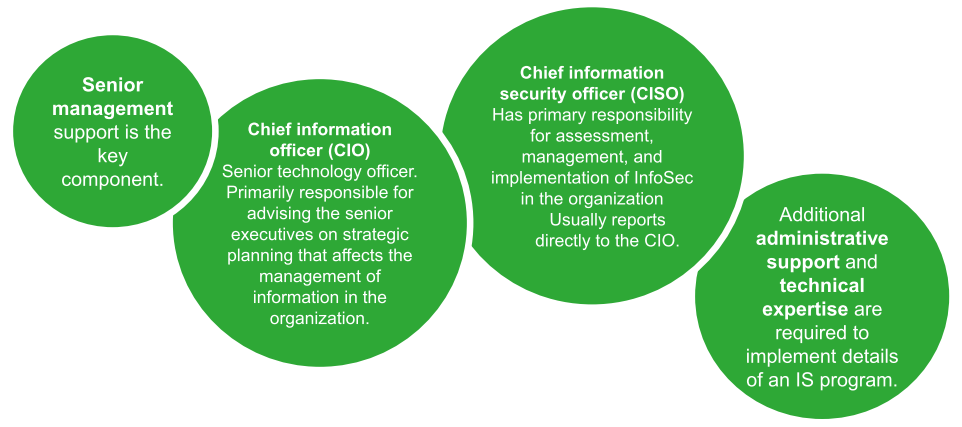 Senior
management
support is the
key
component.
Chief information
officer (CIO)
Senior technology officer.
Primarily responsible for
advising the senior
executives on strategic
planning that affects the
management of
information in the
organization.
Chief information
security officer (CISO)
Has primary responsibility
for assessment,
management, and
implementation of InfoSec
in the organization
Usually reports
directly to the CIO.
Additional
administrative
support and
technical
expertise are
required to
implement details
of an IS program.